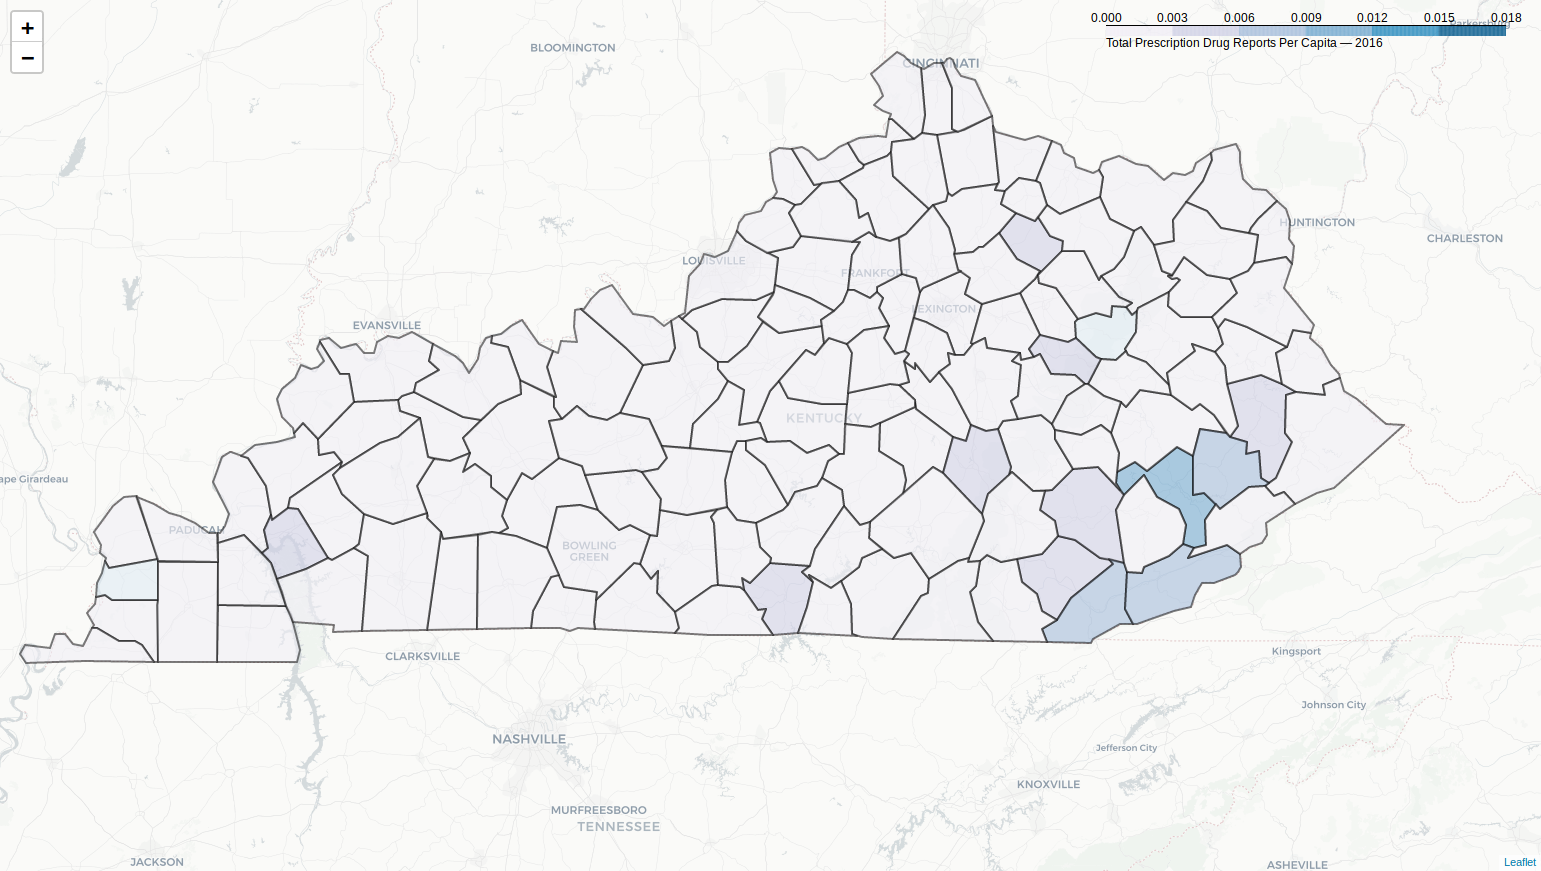 +
−
0.000 0.003 0.006 0.009 0.012 0.015 0.018
Parkersburg
Total Prescription Drug Reports Per Capita — 2016
BLOOMINGTON
CINCINNATI
HUNTINGTON
CHARLESTON
LOUISVILLE
FRANKFORT
LEXINGTON
EVANSVILLE
KENTUCKY
ape Girardeau
PADUCAH
BOWLING
GREEN
CLARKSVILLE
Kingsport
Johnson City
NASHVILLE
Jefferson City
KNOXVILLE
MURFREESBORO
TENNESSEE
JACKSON
ASHEVILLE
Leaflet